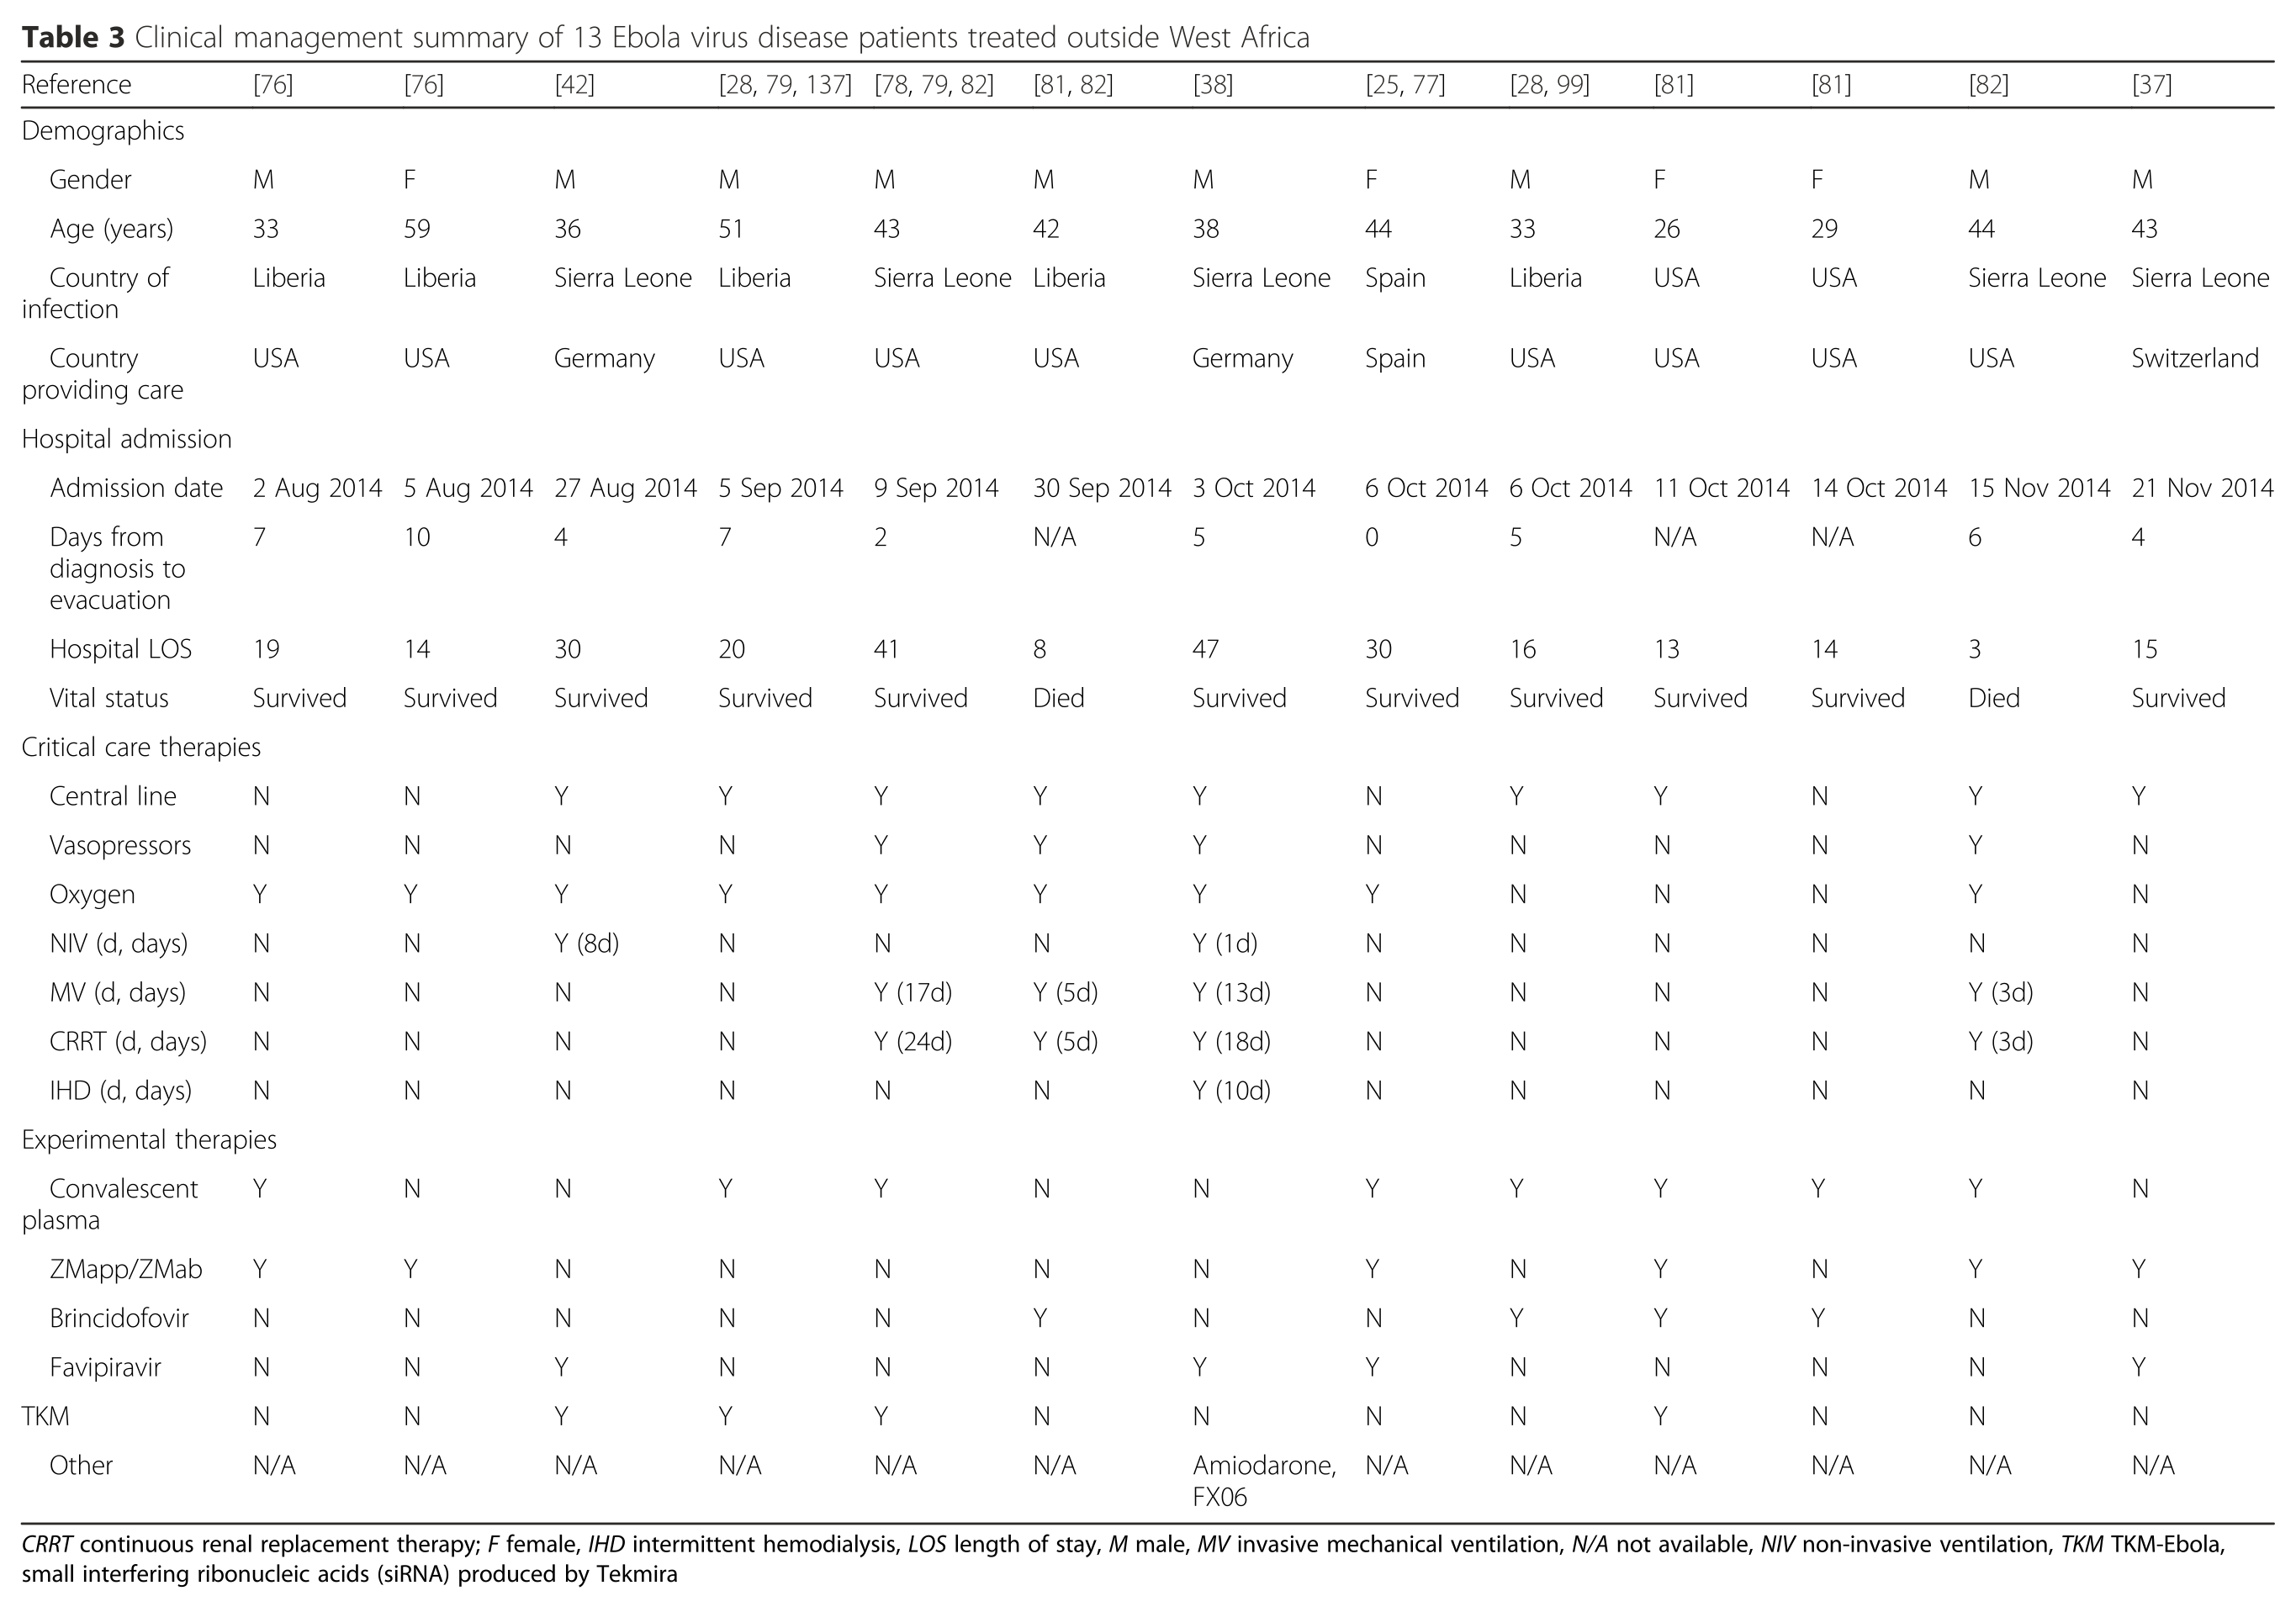 Table 3 Clinical management summary of 13 Ebola virus disease patients treated outside West Africa
Reference [76] [76] [42] [28, 79, 137] [78, 79, 82] [81, 82] [38] [25, 77] [28, 99] [81] [81] [82] [37]
Demographics
Gender M F M M M M M F M F F M M
Age (years) 33 59 36 51 43 42 38 44 33 26 29 44 43
Country of infection Liberia Liberia Sierra Leone Liberia Sierra Leone Liberia Sierra Leone Spain Liberia USA USA Sierra Leone Sierra Leone
Country providing care USA USA Germany USA USA USA Germany Spain USA USA USA USA Switzerland
Hospital admission
Admission date 2 Aug 2014 5 Aug 2014 27 Aug 2014 5 Sep 2014 9 Sep 2014 30 Sep 2014 3 Oct 2014 6 Oct 2014 6 Oct 2014 11 Oct 2014 14 Oct 2014 15 Nov 2014 21 Nov 2014
Days from diagnosis to evacuation 7 10 4 7 2 N/A 5 0 5 N/A N/A 6 4
Hospital LOS 19 14 30 20 41 8 47 30 16 13 14 3 15
Vital status Survived Survived Survived Survived Survived Died Survived Survived Survived Survived Survived Died Survived
Critical care therapies
Central line N N Y Y Y Y Y N Y Y N Y Y
Vasopressors N N N N Y Y Y N N N N Y N
Oxygen Y Y Y Y Y Y Y Y N N N Y N
NIV (d, days) N N Y (8d) N N N Y (1d) N N N N N N
MV (d, days) N N N N Y (17d) Y (5d) Y (13d) N N N N Y (3d) N
CRRT (d, days) N N N N Y (24d) Y (5d) Y (18d) N N N N Y (3d) N
IHD (d, days) N N N N N N Y (10d) N N N N N N
Experimental therapies
Convalescent plasma Y N N Y Y N N Y Y Y Y Y N
ZMapp/ZMab Y Y N N N N N Y N Y N Y Y
Brincidofovir N N N N N Y N N Y Y Y N N
Favipiravir N N Y N N N Y Y N N N N Y
TKM N N Y Y Y N N N N Y N N N
Other N/A N/A N/A N/A N/A N/A Amiodarone, FX06 N/A N/A N/A N/A N/A N/A
CRRT continuous renal replacement therapy; F female, IHD intermittent hemodialysis, LOS length of stay, M male, MV invasive mechanical ventilation, N/A not available, NIV non-invasive ventilation, TKM TKM-Ebola,
small interfering ribonucleic acids (siRNA) produced by Tekmira